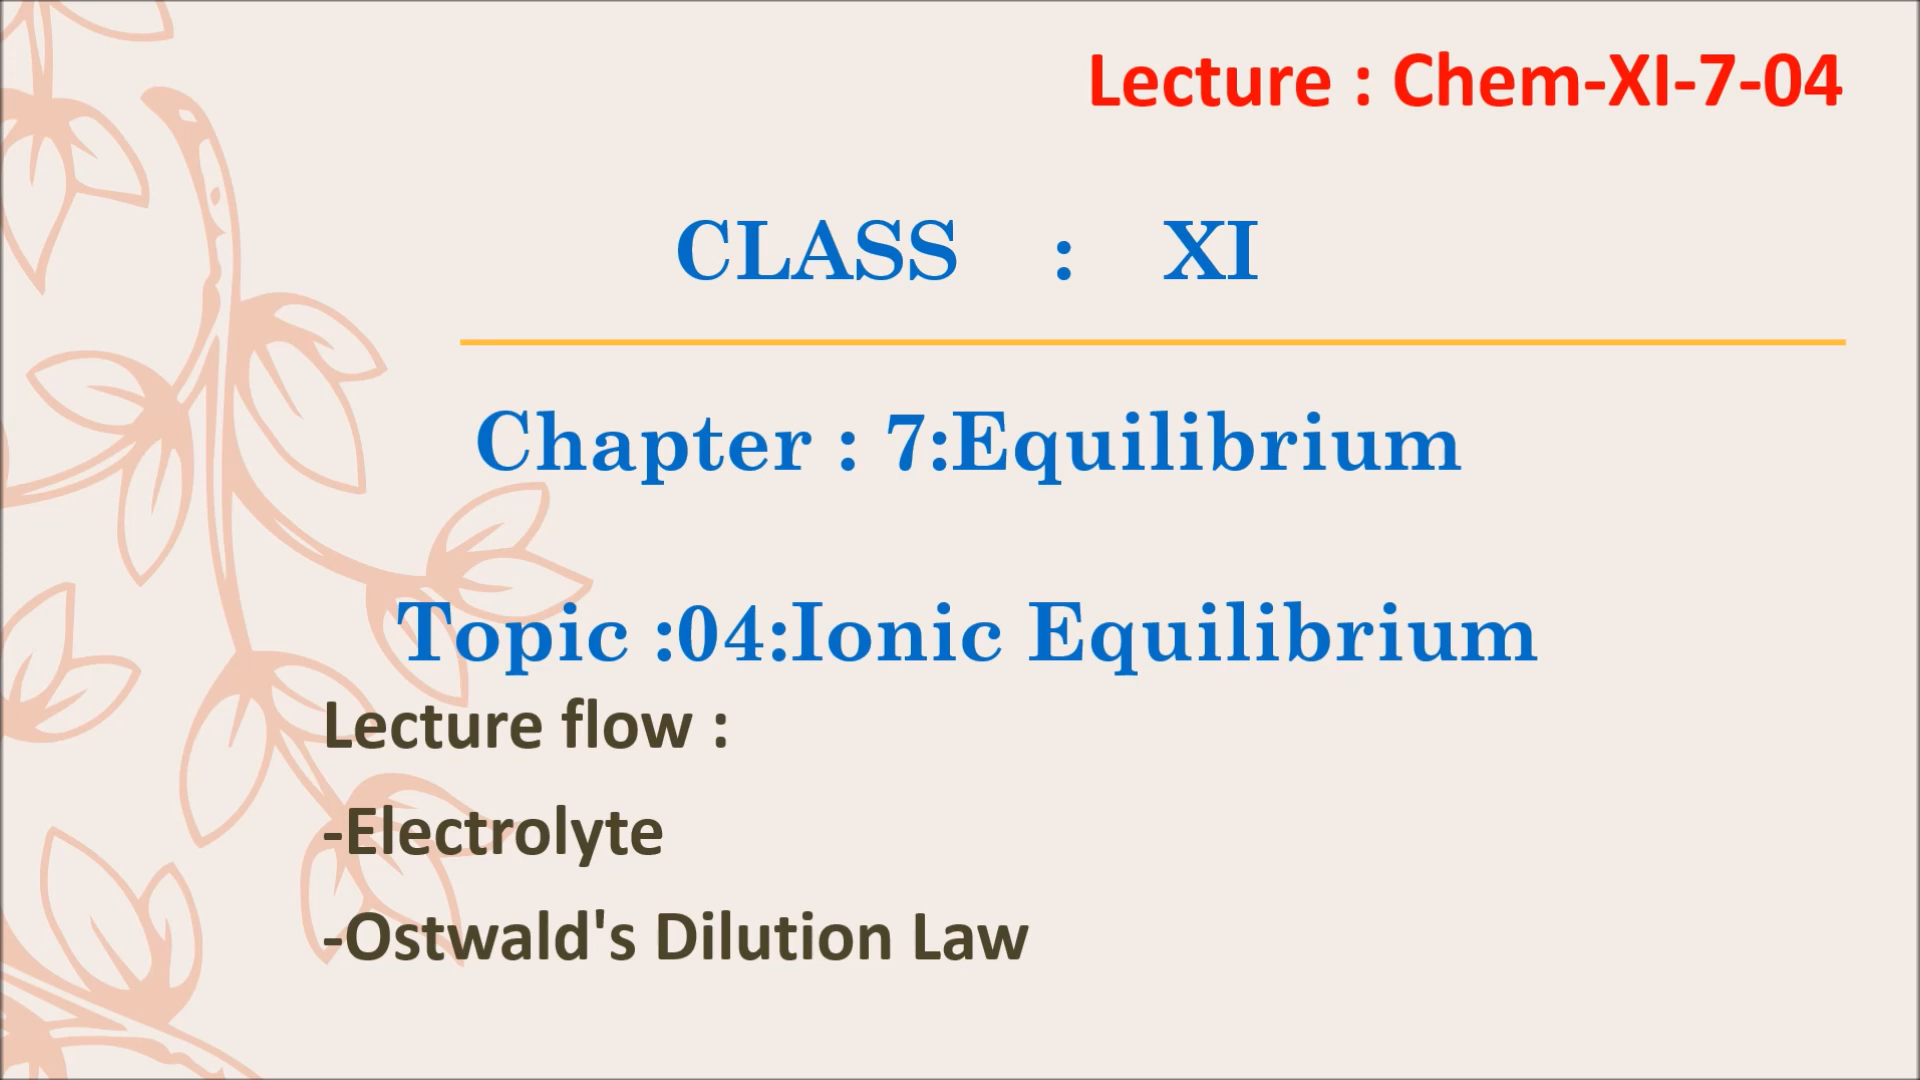 Lecture : Chem-XI-7-04
CLASS : XI
Chapter : 7:Equilibrium
Topic :04:Ionic Equilibrium
Lecture flow :
-Electrolyte
-Ostwald's Dilution Law